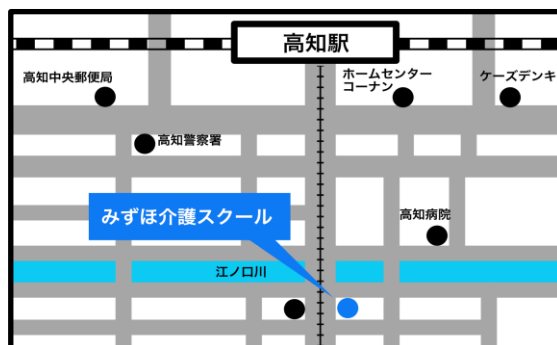 高知駅
高知中央郵便局
ホームセンター
コーナン
ケーズデンキ
高知警察署
みずほ介護スクール
高知病院
江ノ口川